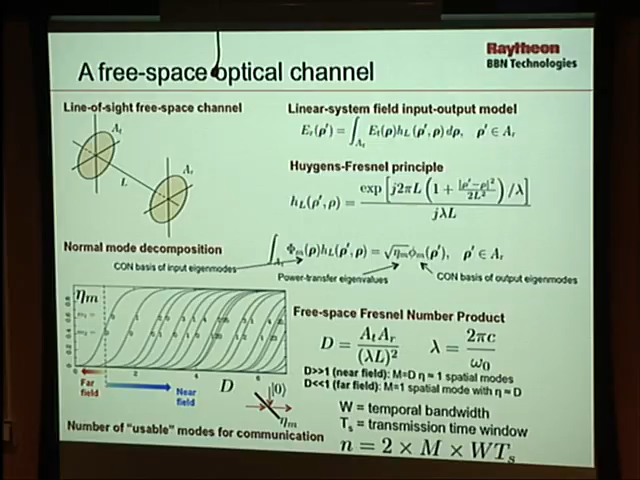 Raytheon
BBN Technologies
A free-space optical channel
Line-of-sight free-space channel
A_t
L
A_r
Linear-system field input-output model
E_r(ρ′) = ∫_{A_t} E_t(ρ)h_L(ρ′, ρ) dρ, ρ′ ∈ A_r
Huygens-Fresnel principle
h_L(ρ′, ρ) = exp[j2πL(1 + |ρ′−ρ|²/2L²)/λ] / jλL
Normal mode decomposition
∫_{A_t} Φ_m(ρ)h_L(ρ′, ρ) = √η_m φ_m(ρ′), ρ′ ∈ A_r
CON basis of input eigenmodes
Power-transfer eigenvalues
CON basis of output eigenmodes
η_m
Far field
Near field
D
|0⟩
η_m
Free-space Fresnel Number Product
D = A_t A_r / (λL)² λ = 2πc / ω₀
D>>1 (near field): M=D η ≈ 1 spatial modes
D<<1 (far field): M=1 spatial mode with η ≈ D
Number of "usable" modes for communication
W = temporal bandwidth
T_s = transmission time window
n = 2 × M × WT_s